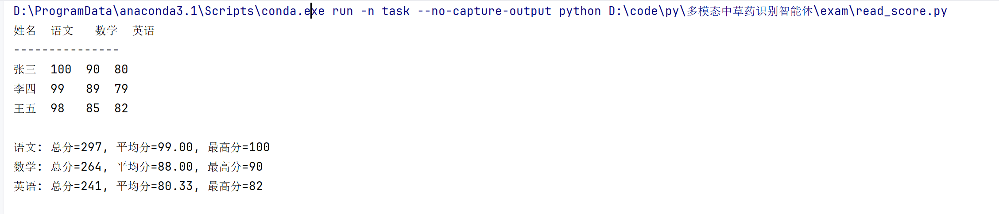 D:\ProgramData\anaconda3.1\Scripts\conda.exe run -n task --no-capture-output python D:\code\py\多模态中草药识别智能体\exam\read_score.py
姓名  语文   数学  英语
---------------
张三  100  90  80
李四  99   89  79
王五  98   85  82
语文: 总分=297, 平均分=99.00, 最高分=100
数学: 总分=264, 平均分=88.00, 最高分=90
英语: 总分=241, 平均分=80.33, 最高分=82